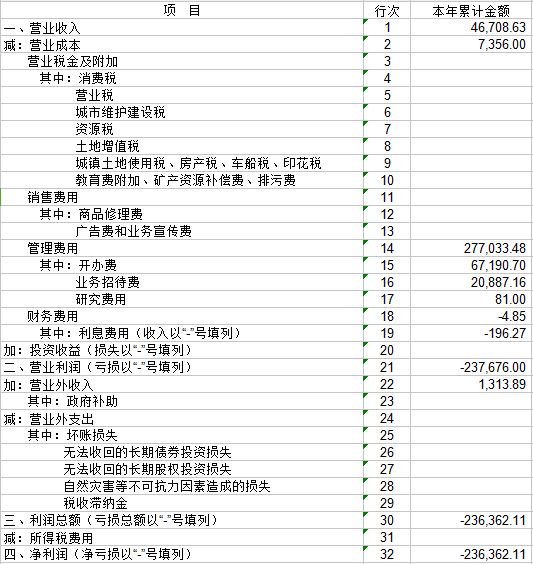 项 目 行次 本年累计金额
一、营业收入 1 46,708.63
减：营业成本 2 7,356.00
营业税金及附加 3
其中：消费税 4
营业税 5
城市维护建设税 6
资源税 7
土地增值税 8
城镇土地使用税、房产税、车船税、印花税 9
教育费附加、矿产资源补偿费、排污费 10
销售费用 11
其中：商品修理费 12
广告费和业务宣传费 13
管理费用 14 277,033.48
其中：开办费 15 67,190.70
业务招待费 16 20,887.16
研究费用 17 81.00
财务费用 18 -4.85
其中：利息费用（收入以“-”号填列） 19 -196.27
加：投资收益（损失以“-”号填列） 20
二、营业利润（亏损以“-”号填列） 21 -237,676.00
加：营业外收入 22 1,313.89
其中：政府补助 23
减：营业外支出 24
其中：坏账损失 25
无法收回的长期债券投资损失 26
无法收回的长期股权投资损失 27
自然灾害等不可抗力因素造成的损失 28
税收滞纳金 29
三、利润总额（亏损总额以“-”号填列） 30 -236,362.11
减：所得税费用 31
四、净利润（净亏损以“-”号填列） 32 -236,362.11